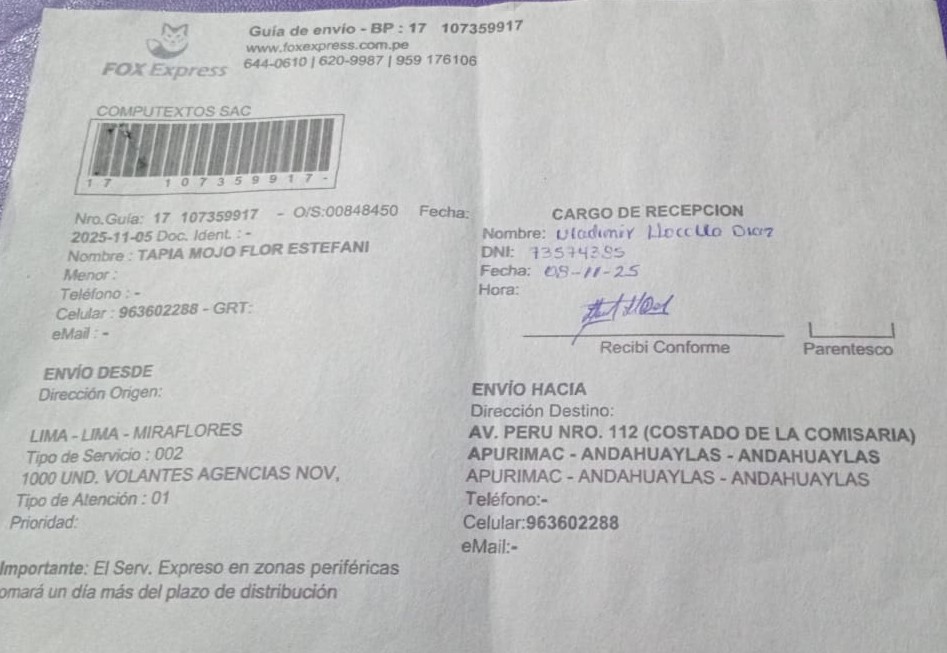 FOX Express
Guía de envío - BP : 17 107359917
www.foxexpress.com.pe
644-0610 | 620-9987 | 959 176106
COMPUTEXTOS SAC
17 107359917-
Nro.Guía: 17 107359917 - O/S:00848450 Fecha:
2025-11-05 Doc. Ident. : -
Nombre : TAPIA MOJO FLOR ESTEFANI
Menor :
Teléfono : -
Celular : 963602288 - GRT:
eMail : -
CARGO DE RECEPCION
Nombre: Vladimir Díaz
DNI: 73574395
Fecha: 08-11-25
Hora:
Recibi Conforme
Parentesco
ENVÍO DESDE
Dirección Origen:
LIMA - LIMA - MIRAFLORES
Tipo de Servicio : 002
1000 UND. VOLANTES AGENCIAS NOV,
Tipo de Atención : 01
Prioridad:
ENVÍO HACIA
Dirección Destino:
AV. PERU NRO. 112 (COSTADO DE LA COMISARIA)
APURIMAC - ANDAHUAYLAS - ANDAHUAYLAS
APURIMAC - ANDAHUAYLAS - ANDAHUAYLAS
Teléfono:-
Celular:963602288
eMail:-
Importante: El Serv. Expreso en zonas periféricas
omará un día más del plazo de distribución